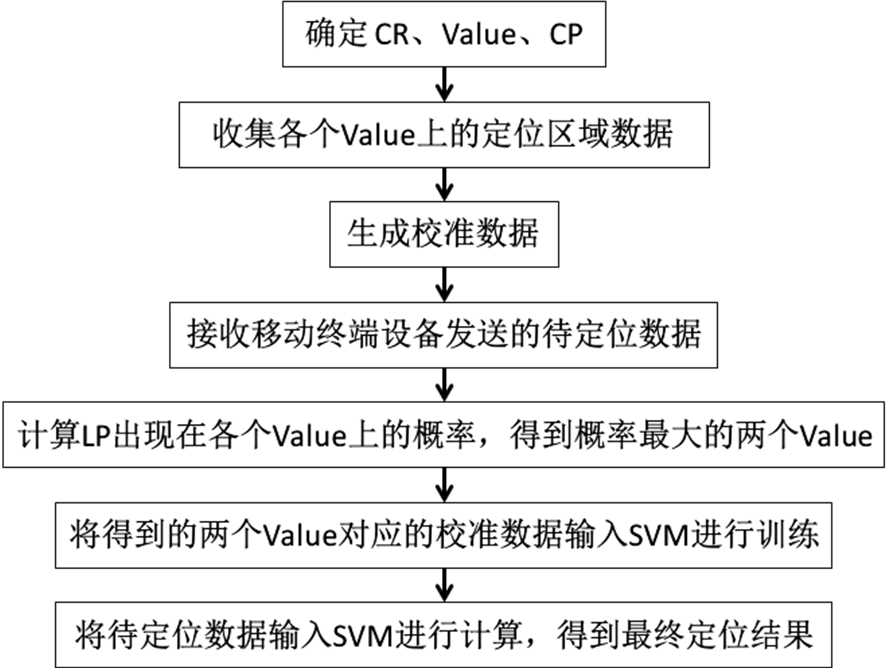 确定 CR、Value、CP
收集各个Value上的定位区域数据
生成校准数据
接收移动终端设备发送的待定位数据
计算LP出现在各个Value上的概率，得到概率最大的两个Value
将得到的两个Value对应的校准数据输入SVM进行训练
将待定位数据输入SVM进行计算，得到最终定位结果